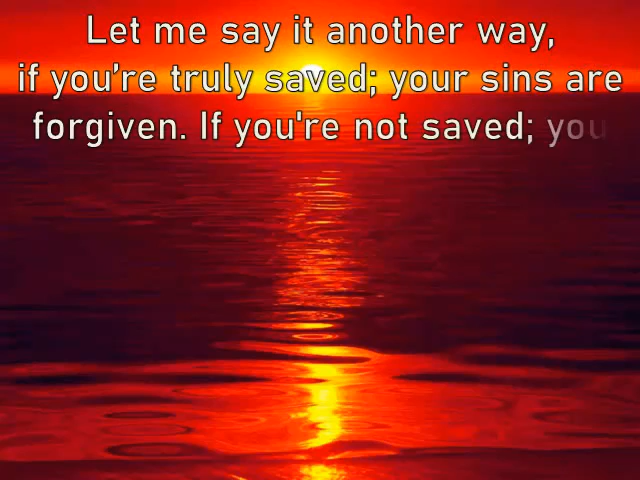 Let me say it another way,
if you’re truly saved; your sins are
forgiven. If you're not saved; you